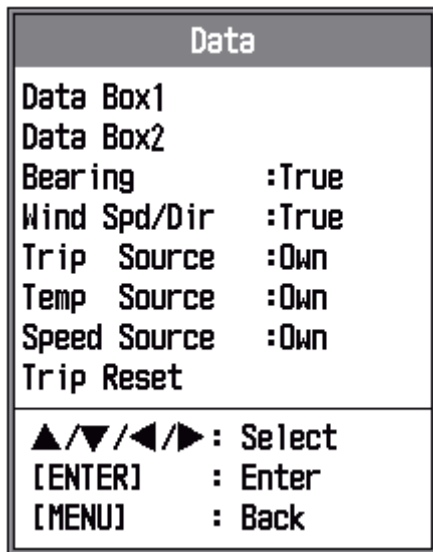 Data
Data Box1
Data Box2
Bearing :True
Wind Spd/Dir :True
Trip Source :Own
Temp Source :Own
Speed Source :Own
Trip Reset
▲/▼/◀/▶: Select
[ENTER] : Enter
[MENU] : Back